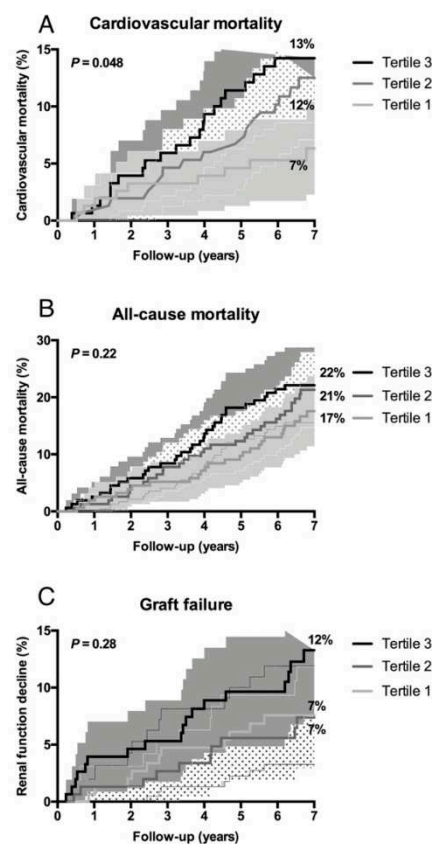 A
Cardiovascular mortality
15
10
5
0
Cardiovascular mortality (%)
P = 0.048
13%
12%
7%
Tertile 3
Tertile 2
Tertile 1
0 1 2 3 4 5 6 7
Follow-up (years)
B
All-cause mortality
30
20
10
0
All-cause mortality (%)
P = 0.22
22%
21%
17%
Tertile 3
Tertile 2
Tertile 1
0 1 2 3 4 5 6 7
Follow-up (years)
C
Graft failure
15
10
5
0
Renal function decline (%)
P = 0.28
12%
7%
7%
Tertile 3
Tertile 2
Tertile 1
0 1 2 3 4 5 6 7
Follow-up (years)